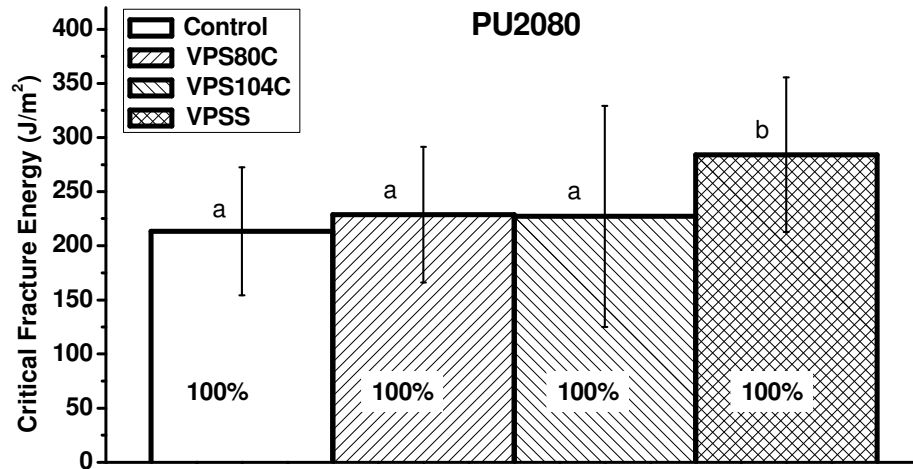 PU2080
Control
VPS80C
VPS104C
VPSS
Critical Fracture Energy (J/m²)
400
350
300
250
200
150
100
50
0
a
a
a
b
100%
100%
100%
100%